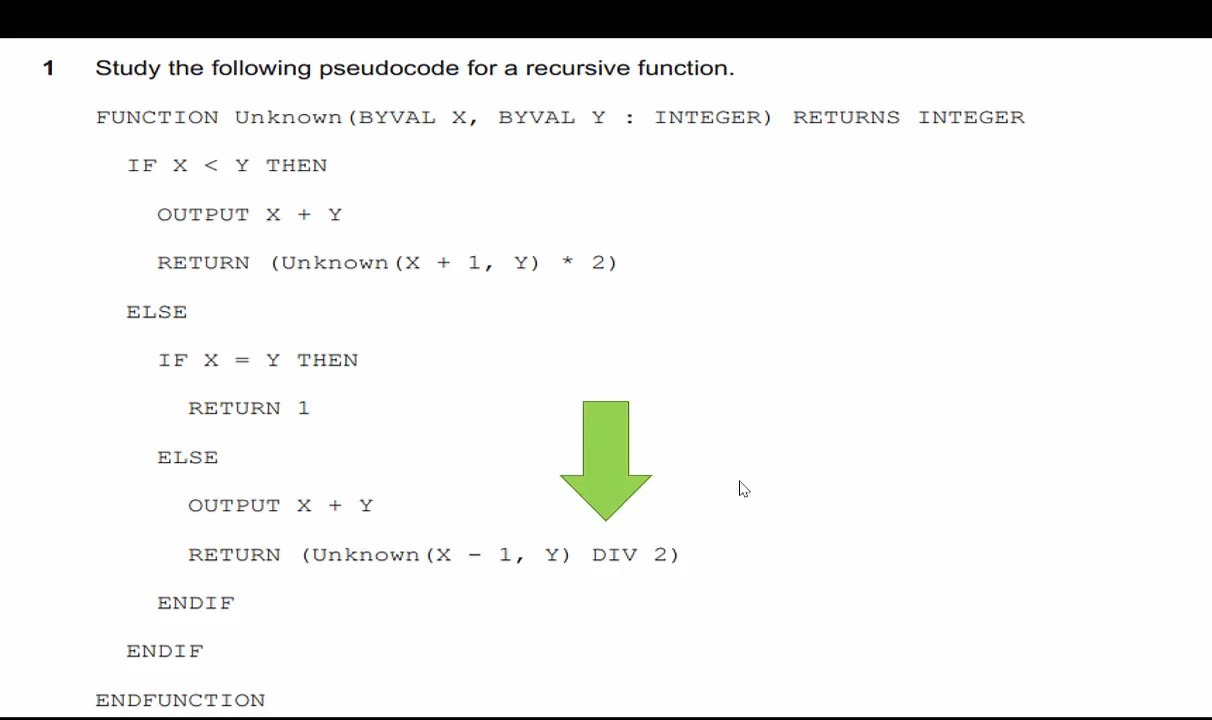 1 Study the following pseudocode for a recursive function.
FUNCTION Unknown(BYVAL X, BYVAL Y : INTEGER) RETURNS INTEGER
IF X < Y THEN
OUTPUT X + Y
RETURN (Unknown(X + 1, Y) * 2)
ELSE
IF X = Y THEN
RETURN 1
ELSE
OUTPUT X + Y
RETURN (Unknown(X - 1, Y) DIV 2)
ENDIF
ENDIF
ENDFUNCTION